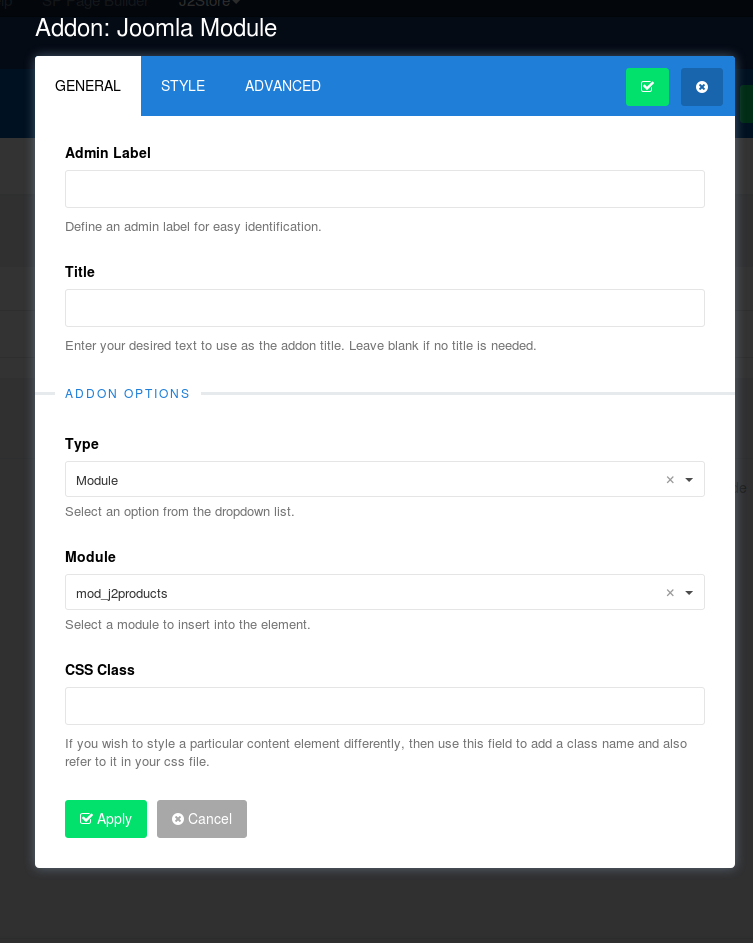 SP Page Builder J2Store
Addon: Joomla Module
GENERAL STYLE ADVANCED
Admin Label
Define an admin label for easy identification.
Title
Enter your desired text to use as the addon title. Leave blank if no title is needed.
ADDON OPTIONS
Type
Module ×
Select an option from the dropdown list.
Module
mod_j2products ×
Select a module to insert into the element.
CSS Class
If you wish to style a particular content element differently, then use this field to add a class name and also
refer to it in your css file.
Apply Cancel